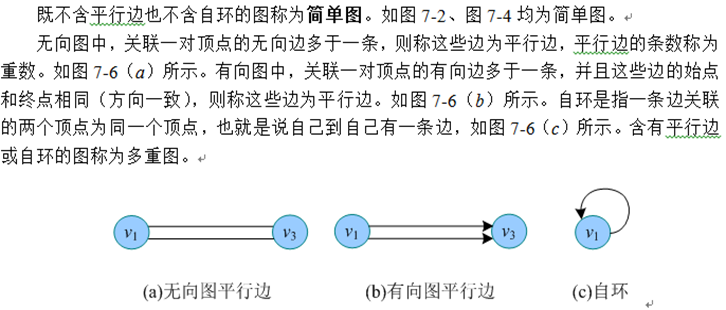 既不含平行边也不含自环的图称为简单图。如图 7-2、图 7-4 均为简单图。
无向图中，关联一对顶点的无向边多于一条，则称这些边为平行边，平行边的条数称为
重数。如图 7-6（a）所示。有向图中，关联一对顶点的有向边多于一条，并且这些边的始点
和终点相同（方向一致），则称这些边为平行边。如图 7-6（b）所示。自环是指一条边关联
的两个顶点为同一个顶点，也就是说自己到自己有一条边，如图 7-6（c）所示。含有平行边
或自环的图称为多重图。
v1 v3 v1 v3 v1
(a)无向图平行边 (b)有向图平行边 (c)自环